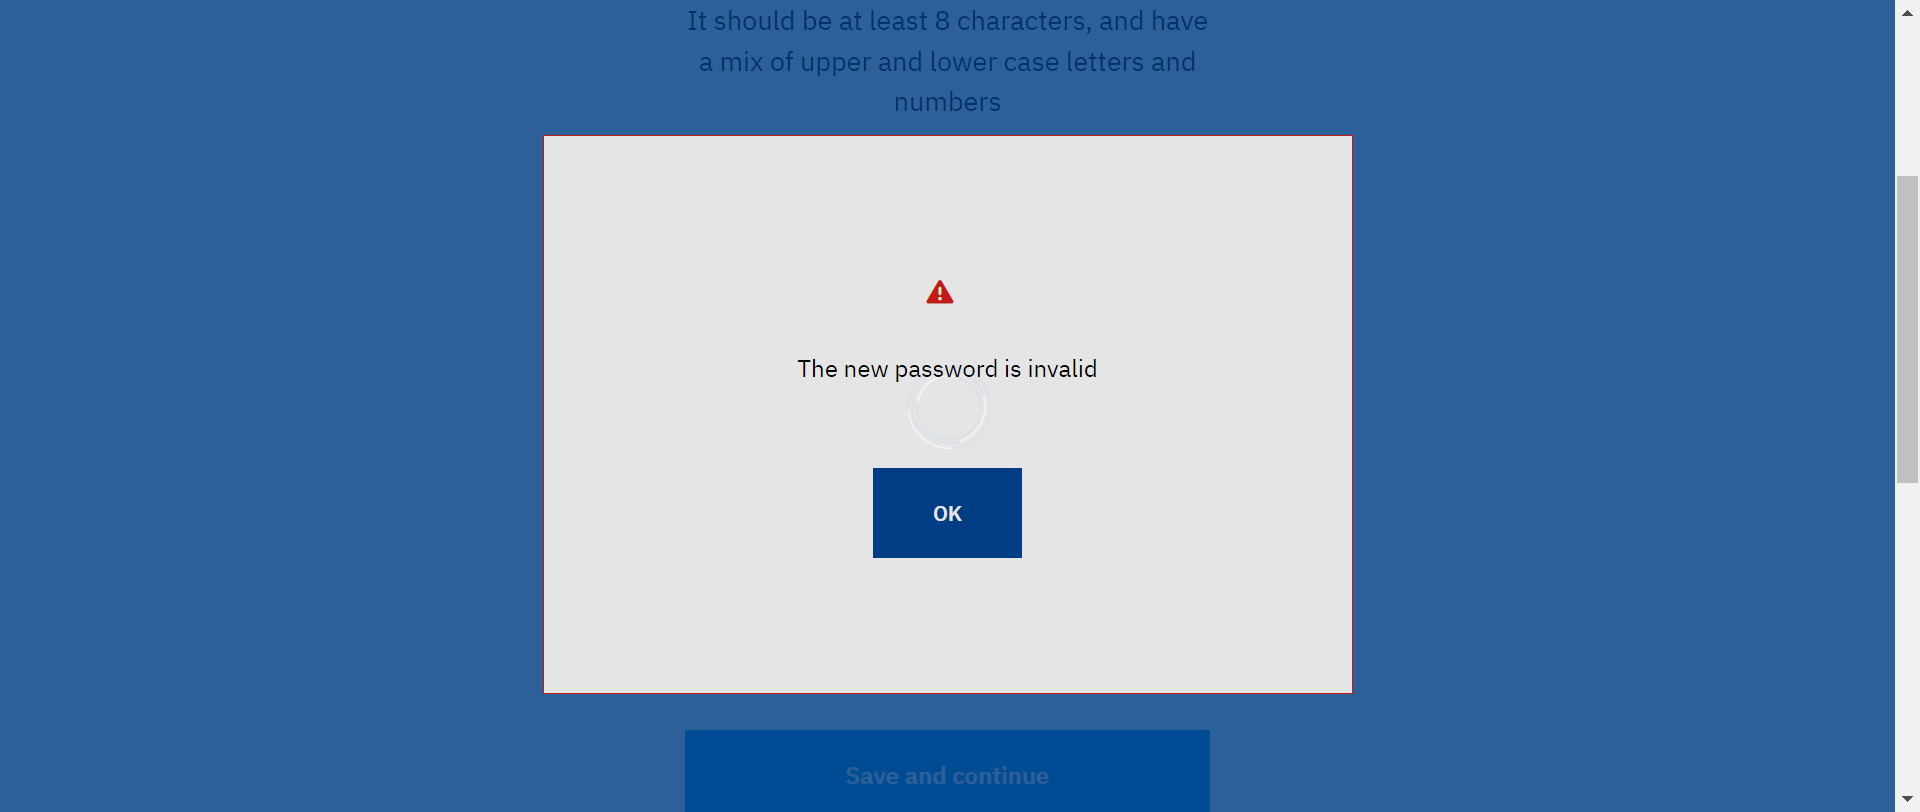 It should be at least 8 characters, and have
a mix of upper and lower case letters and
numbers
The new password is invalid
OK
Save and continue